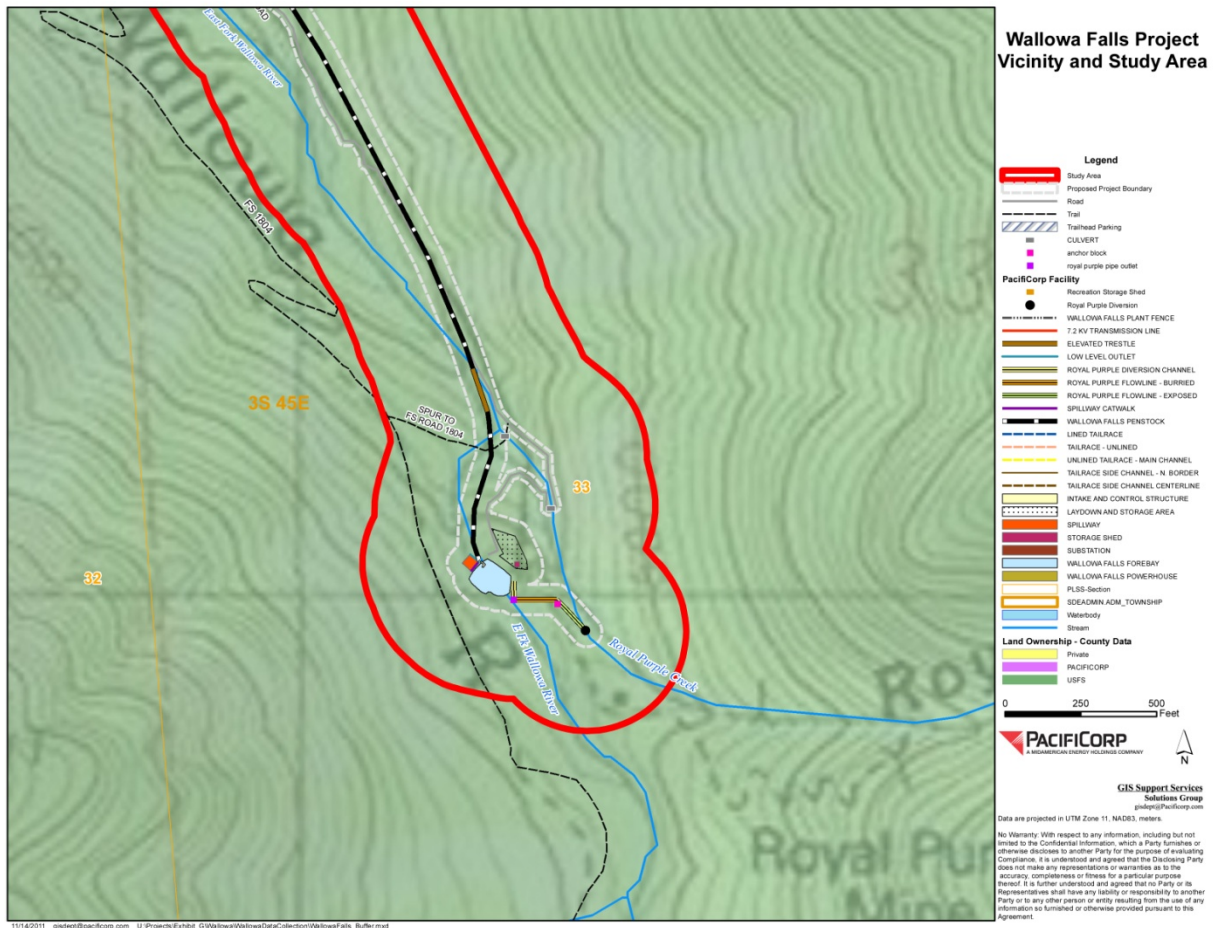 Wallowa Falls Project
Vicinity and Study Area
Legend
Study Area
Proposed Project Boundary
Road
Trail
Trailhead Parking
CULVERT
anchor block
royal purple pipe outlet
PacifiCorp Facility
Recreation Storage Shed
Royal Purple Diversion
WALLOWA FALLS PLANT FENCE
7.2 KV TRANSMISSION LINE
ELEVATED TRESTLE
LOW LEVEL OUTLET
ROYAL PURPLE DIVERSION CHANNEL
ROYAL PURPLE FLOWLINE - BURRIED
ROYAL PURPLE FLOWLINE - EXPOSED
SPILLWAY CATWALK
WALLOWA FALLS PENSTOCK
LINED TAILRACE
TAILRACE - UNLINED
UNLINED TAILRACE - MAIN CHANNEL
TAILRACE SIDE CHANNEL - N. BORDER
TAILRACE SIDE CHANNEL CENTERLINE
INTAKE AND CONTROL STRUCTURE
LAYDOWN AND STORAGE AREA
SPILLWAY
STORAGE SHED
SUBSTATION
WALLOWA FALLS FOREBAY
WALLOWA FALLS POWERHOUSE
PLSS-Section
SDEADMIN.ADM_TOWNSHIP
Waterbody
Stream
Land Ownership - County Data
Private
PACIFICORP
USFS
0 250 500
Feet
PACIFICORP
A MIDAMERICAN ENERGY HOLDINGS COMPANY
N
GIS Support Services
Solutions Group
gisdept@Pacificorp.com
Data are projected in UTM Zone 11, NAD83, meters.
No Warranty: With respect to any information, including but not
limited to the Confidential Information, which a Party furnishes or
otherwise discloses to another Party for the purpose of evaluating
Compliance, it is understood and agreed that the Disclosing Party
does not make any representations or warranties as to the
accuracy, completeness or fitness for a particular purpose
thereof. It is further understood and agreed that no Party or its
Representatives shall have any liability or responsibility to another
Party or to any other person or entity resulting from the use of any
information so furnished or otherwise provided pursuant to this
Agreement.
East Fork Wallowa River
Wallowa
FS 1804
3S 45E
SPUR TO
FS ROAD 1804
33
32
E Fk Wallowa River
Royal Purple Creek
Royal Pur
Mine
11/14/2011 gisdept@pacificorp.com U:\Projects\Exhibit_G\Wallowa\WallowaDataCollection\WallowaFalls_Buffer.mxd